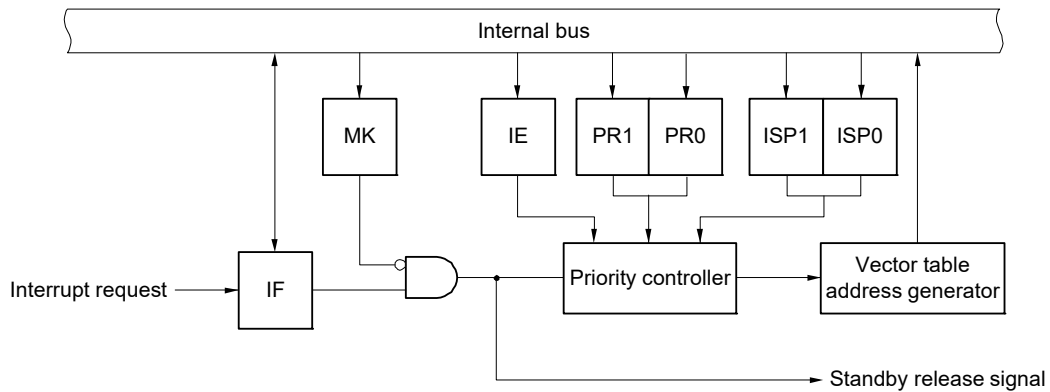 Internal bus
MK
IE
PR1
PR0
ISP1
ISP0
Interrupt request
IF
Priority controller
Vector table
address generator
Standby release signal